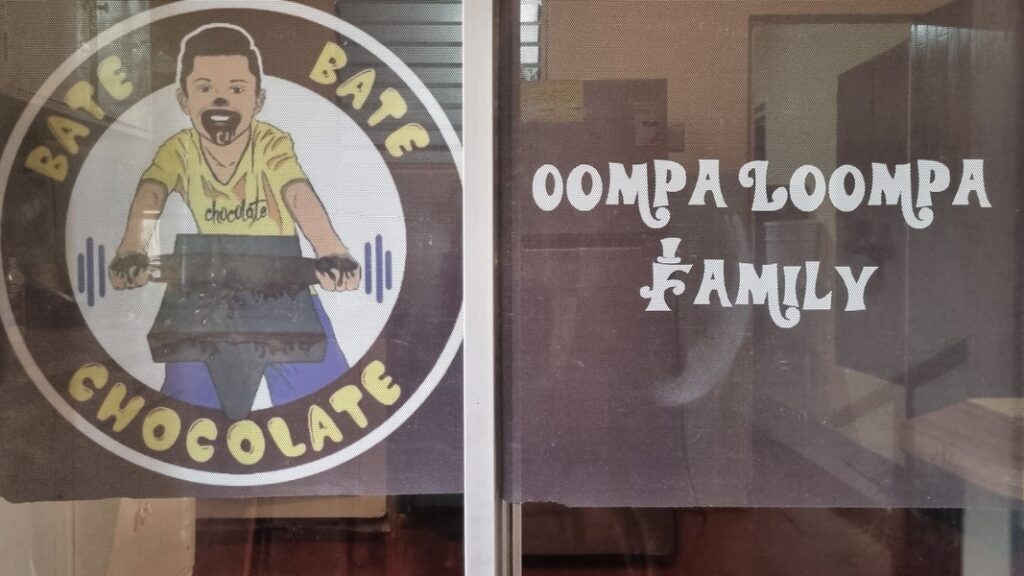 BATE BATE
chocolate
CHOCOLATE
OOMPA LOOMPA
FAMILY